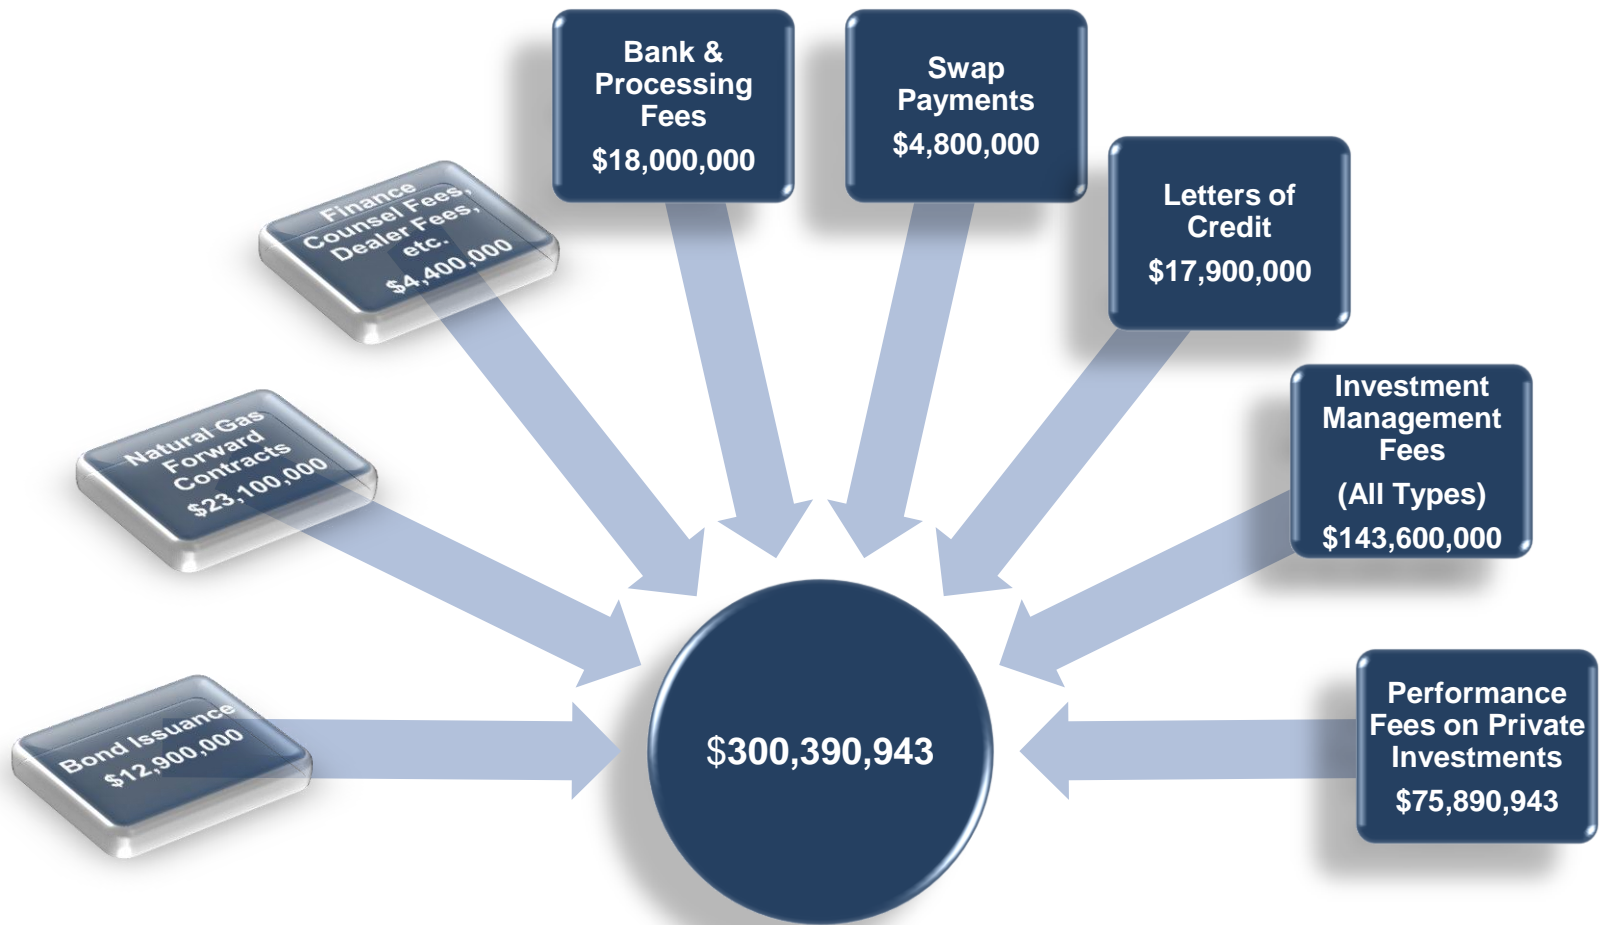 Bank &
Processing
Fees
$18,000,000
Swap
Payments
$4,800,000
Letters of
Credit
$17,900,000
Finance
Counsel Fees,
Dealer Fees,
etc.
$4,400,000
Investment
Management
Fees
(All Types)
$143,600,000
Natural Gas
Forward
Contracts
$23,100,000
Performance
Fees on Private
Investments
$75,890,943
Bond Issuance
$12,900,000
$300,390,943